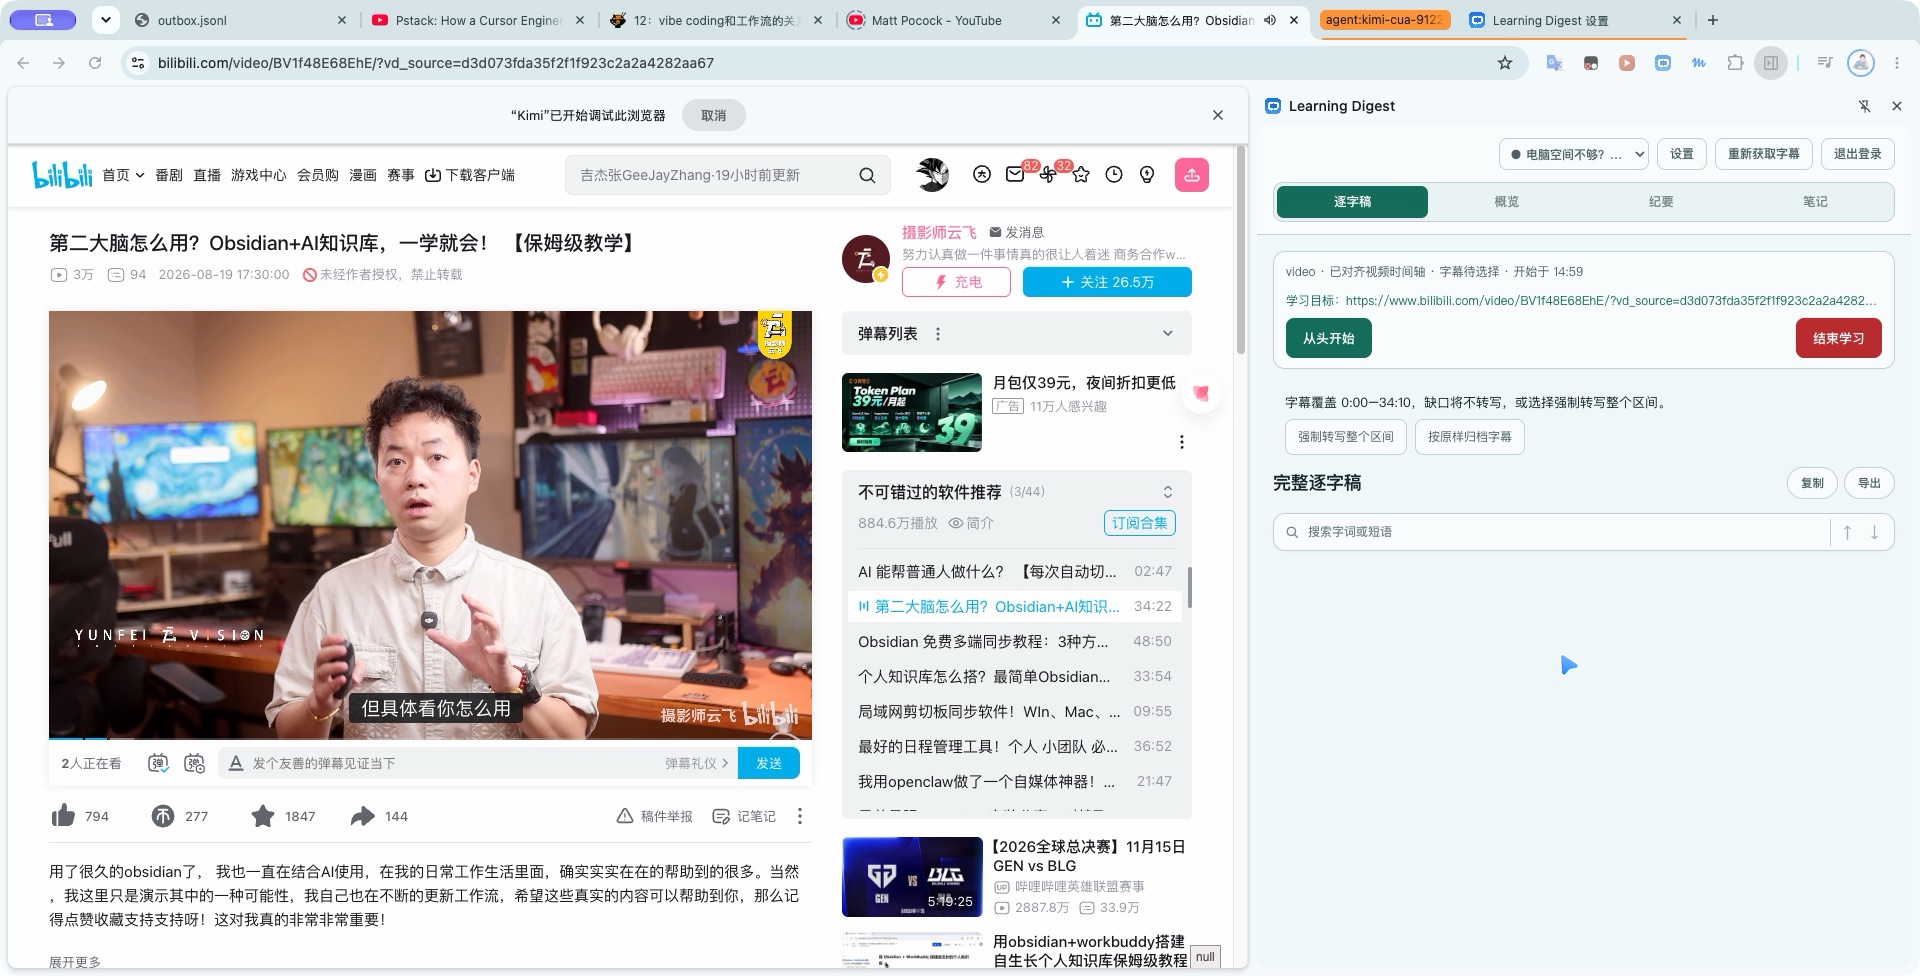 outbox.jsonl
Pstack: How a Cursor Engine
12：vibe coding和工作流的关
Matt Pocock - YouTube
第二大脑怎么用？Obsidian
agent:kimi-cua-9122
Learning Digest 设置
bilibili.com/video/BV1f48E68EhE/?vd_source=d3d073fda35f2f1f923c2a2a4282aa67
“Kimi”已开始调试此浏览器
取消
bilibili
首页
番剧
直播
游戏中心
会员购
漫画
赛事
下载客户端
吉杰张GeeJayZhang·19小时前更新
82
32
第二大脑怎么用？Obsidian+AI知识库，一学就会！ 【保姆级教学】
3万
94
2026-08-19 17:30:00
未经作者授权，禁止转载
摄影师云飞
发消息
努力认真做一件事情真的很让人着迷 商务合作w...
充电
+ 关注 26.5万
摄影师
云飞
YUNFEI VISION
但具体看你怎么用
摄影师云飞 bilibili
2人正在看
发个友善的弹幕见证当下
弹幕礼仪
发送
794
277
1847
144
稿件举报
记笔记
用了很久的obsidian了， 我也一直在结合AI使用，在我的日常工作生活里面，确实实实在在的帮助到的很多。当然
，我这里只是演示其中的一种可能性，我自己也在不断的更新工作流，希望这些真实的内容可以帮助到你，那么记
得点赞收藏支持支持呀！这对我真的非常非常重要！
展开更多
弹幕列表
Token Plan
39元/月起
39
月包仅39元，夜间折扣更低
广告
11万人感兴趣
不可错过的软件推荐
(3/44)
884.6万播放
简介
订阅合集
AI 能帮普通人做什么？ 【每次自动切...
02:47
第二大脑怎么用？Obsidian+AI知识...
34:22
Obsidian 免费多端同步教程：3种方...
48:50
个人知识库怎么搭？最简单Obsidian...
33:54
局域网剪切板同步软件！WIn、Mac、...
09:55
最好的日程管理工具！个人 小团队 必...
36:52
我用openclaw做了一个自媒体神器！...
21:47
GEN
VS
BLG
5:19:25
【2026全球总决赛】11月15日
GEN vs BLG
UP
哔哩哔哩英雄联盟赛事
2887.8万
33.9万
用obsidian+workbuddy搭建
自生长个人知识库保姆级教程
null
Learning Digest
● 电脑空间不够？...
设置
重新获取字幕
退出登录
逐字稿
概览
纪要
笔记
video · 已对齐视频时间轴 · 字幕待选择 · 开始于 14:59
学习目标：https://www.bilibili.com/video/BV1f48E68EhE/?vd_source=d3d073fda35f2f1f923c2a2a4282...
从头开始
结束学习
字幕覆盖 0:00—34:10，缺口将不转写，或选择强制转写整个区间。
强制转写整个区间
按原样归档字幕
完整逐字稿
复制
导出
搜索字词或短语